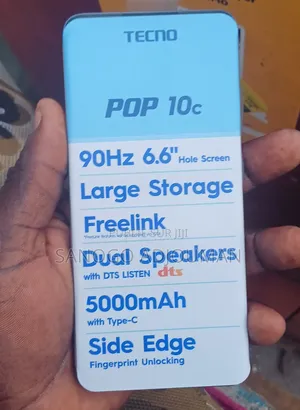 TECNO
POP 10c
90Hz 6.6" Hole Screen
Large Storage
Freelink
Dual Speakers
with DTS LISTEN dts
5000mAh
with Type-C
Side Edge
Fingerprint Unlocking